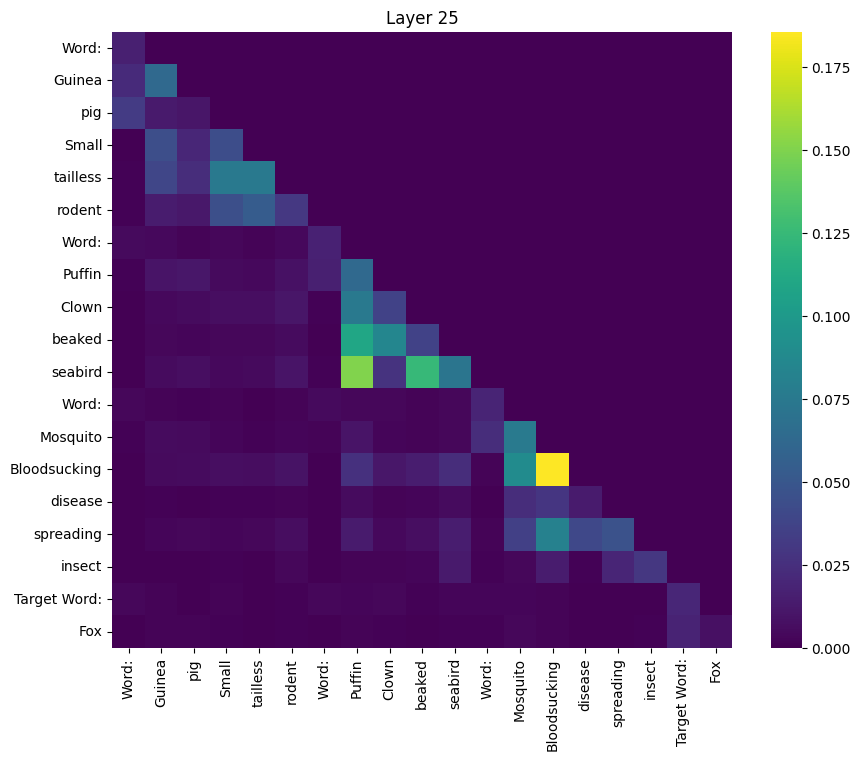 Layer 25
Word:
Guinea
pig
Small
tailless
rodent
Word:
Puffin
Clown
beaked
seabird
Word:
Mosquito
Bloodsucking
disease
spreading
insect
Target Word:
Fox
0.175
0.150
0.125
0.100
0.075
0.050
0.025
0.000
Word:
Guinea
pig
Small
tailless
rodent
Word:
Puffin
Clown
beaked
seabird
Word:
Mosquito
Bloodsucking
disease
spreading
insect
Target Word:
Fox